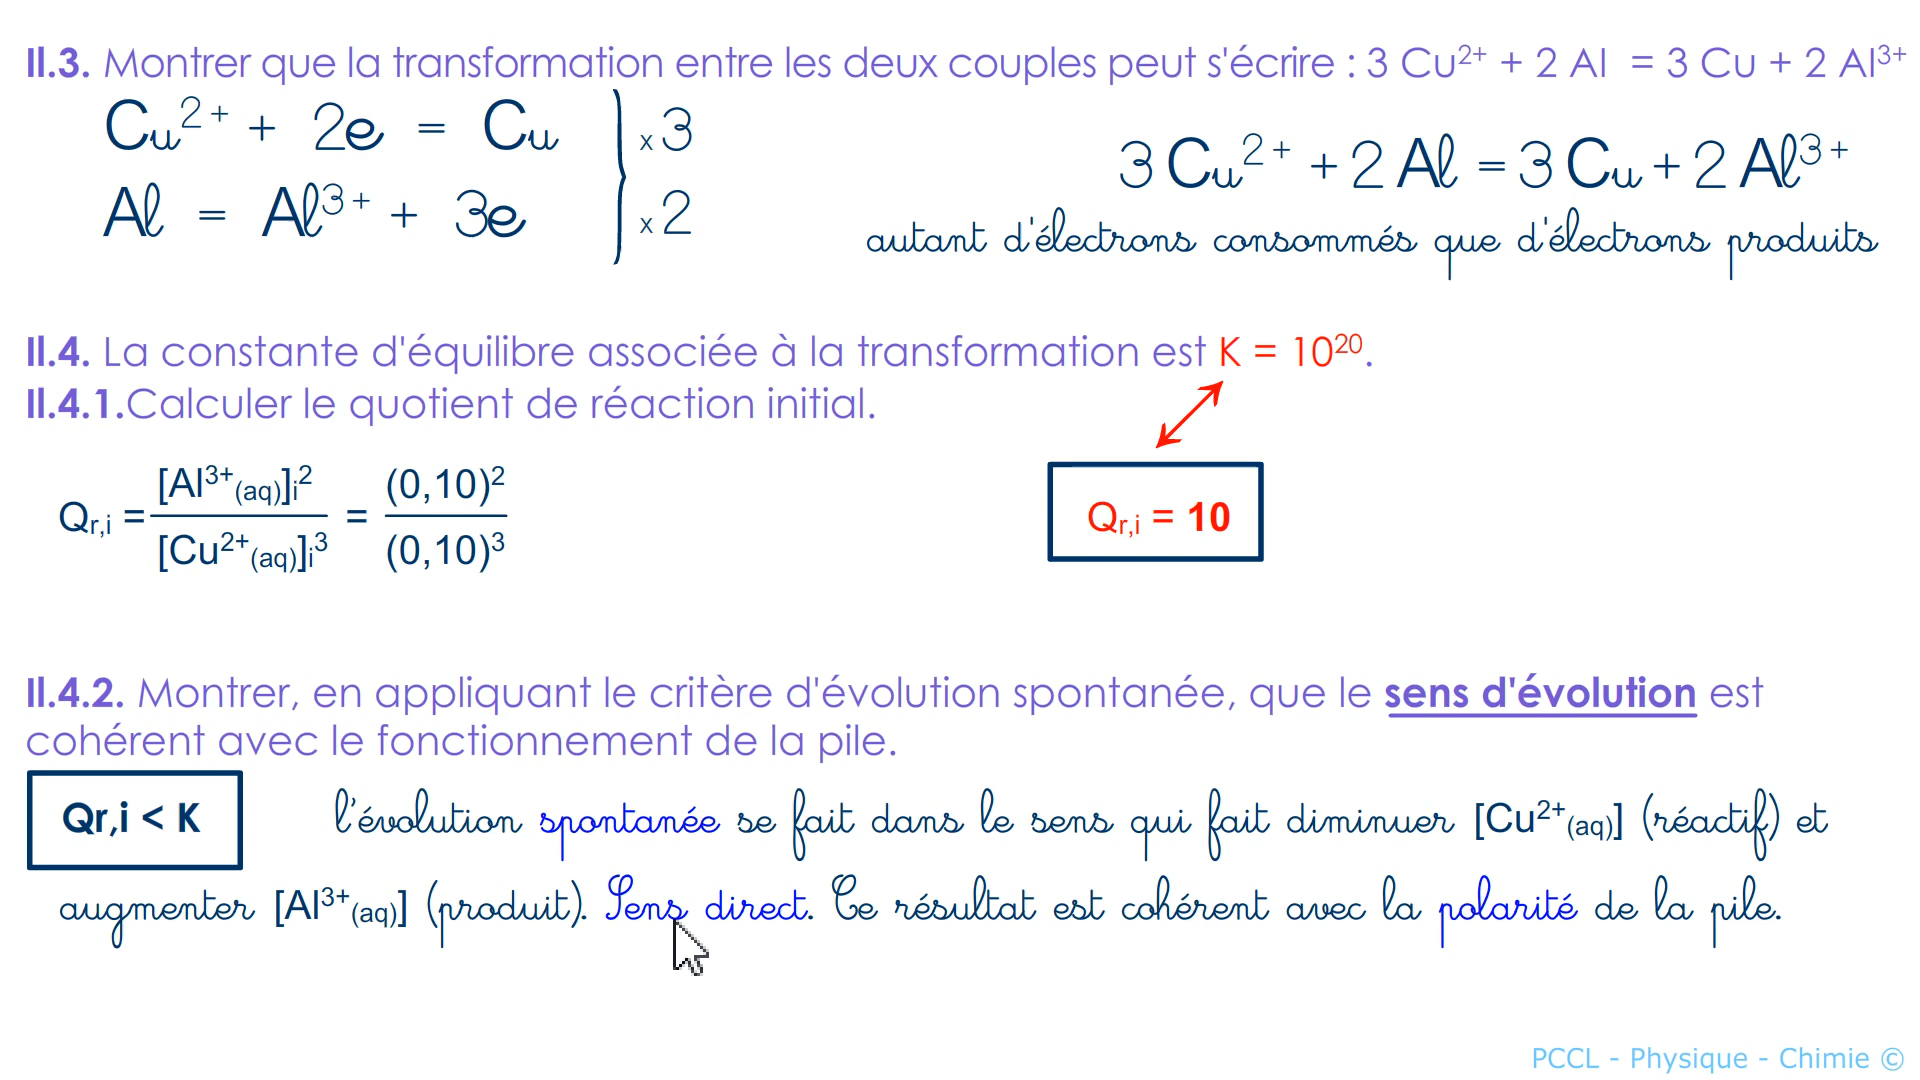 II.3. Montrer que la transformation entre les deux couples peut s'écrire : 3 Cu²⁺ + 2 Al = 3 Cu + 2 Al³⁺
Cu²⁺ + 2e = Cu x 3
Al = Al³⁺ + 3e x 2
3 Cu²⁺ + 2 Al = 3 Cu + 2 Al³⁺
autant d'électrons consommés que d'électrons produits
II.4. La constante d'équilibre associée à la transformation est K = 10²⁰.
II.4.1.Calculer le quotient de réaction initial.
Qr,i = [Al³⁺(aq)]i² / [Cu²⁺(aq)]i³ = (0,10)² / (0,10)³
Qr,i = 10
II.4.2. Montrer, en appliquant le critère d'évolution spontanée, que le sens d'évolution est
cohérent avec le fonctionnement de la pile.
Qr,i < K
l'évolution spontanée se fait dans le sens qui fait diminuer [Cu²⁺(aq)] (réactif) et
augmenter [Al³⁺(aq)] (produit). Sens direct. Ce résultat est cohérent avec la polarité de la pile.
PCCL - Physique - Chimie ©